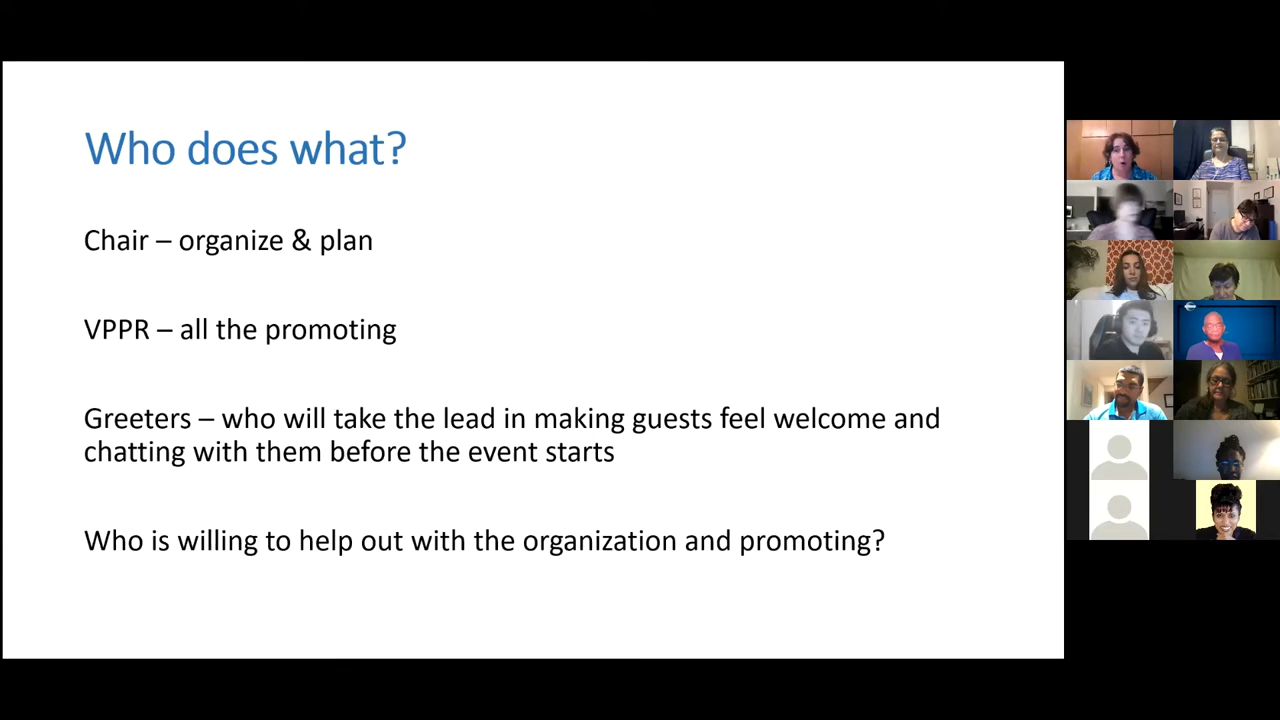 Who does what?
Chair – organize & plan
VPPR – all the promoting
Greeters – who will take the lead in making guests feel welcome and
chatting with them before the event starts
Who is willing to help out with the organization and promoting?